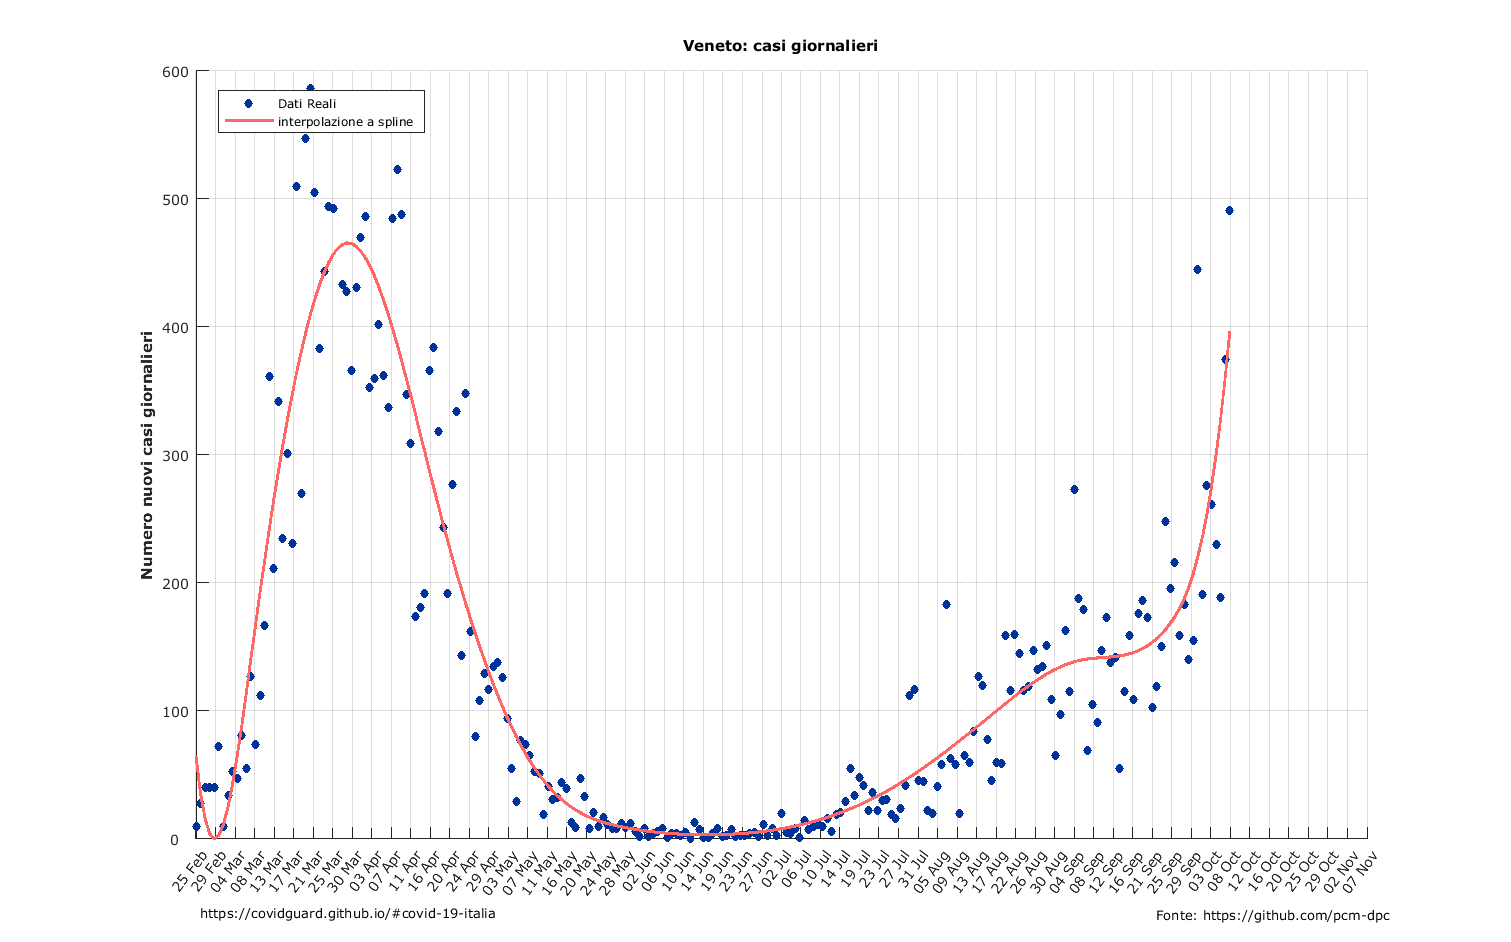 Veneto: casi giornalieri
Numero nuovi casi giornalieri
600
500
400
300
200
100
0
Dati Reali
interpolazione a spline
25 Feb
29 Feb
04 Mar
08 Mar
13 Mar
17 Mar
21 Mar
25 Mar
30 Mar
03 Apr
07 Apr
11 Apr
16 Apr
20 Apr
24 Apr
29 Apr
03 May
07 May
11 May
16 May
20 May
24 May
28 May
02 Jun
06 Jun
10 Jun
14 Jun
19 Jun
23 Jun
27 Jun
02 Jul
06 Jul
10 Jul
14 Jul
19 Jul
23 Jul
27 Jul
31 Jul
05 Aug
09 Aug
13 Aug
17 Aug
22 Aug
26 Aug
30 Aug
04 Sep
08 Sep
12 Sep
16 Sep
21 Sep
25 Sep
29 Sep
03 Oct
08 Oct
12 Oct
16 Oct
20 Oct
25 Oct
29 Oct
02 Nov
07 Nov
https://covidguard.github.io/#covid-19-italia
Fonte: https://github.com/pcm-dpc